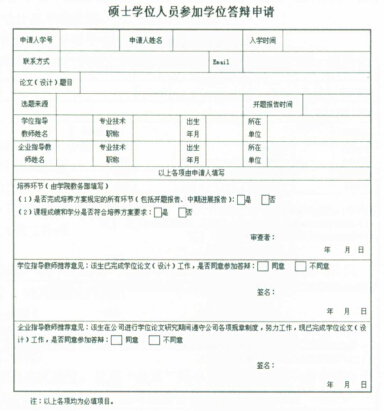 硕士学位人员参加学位答辩申请
申请人学号 申请人姓名 入学时间
联系方式 Email
论文（设计）题目
选题来源 开题报告时间
学位指导教师姓名 专业技术职称 出生年月 所在单位
企业指导教师姓名 专业技术职称 出生年月 所在单位
以上各项由申请人填写
培养环节（由学院教务部填写）
（1）是否完成培养方案规定的所有环节（包括开题报告、中期进展报告）：□是 □否
（2）课程成绩和学分是否符合培养方案要求：□是 □否
审查者：
年 月 日
学位指导教师推荐意见：该生已完成学位论文（设计）工作，是否同意参加答辩：□ 同意 □ 不同意
签名：
年 月 日
企业指导教师推荐意见：该生在公司进行学位论文研究期间遵守公司各项规章制度，努力工作，现已完成学位论文（设
计）工作，是否同意参加答辩：□ 同意 □ 不同意
签名：
年 月 日
注：以上各项均为必填项目。